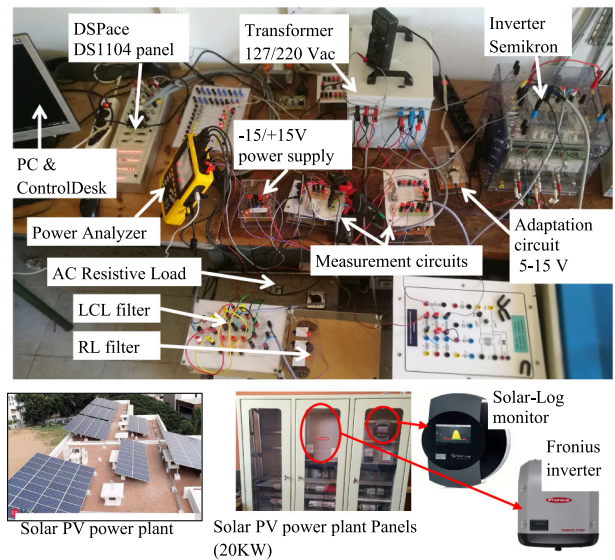 DSPace
DS1104 panel
Transformer
127/220 Vac
Inverter
Semikron
-15/+15V
power supply
PC &
ControlDesk
Power Analyzer
Measurement circuits
Adaptation
circuit
5-15 V
AC Resistive Load
LCL filter
RL filter
Solar-Log
monitor
Fronius
inverter
Fronius
Solar PV power plant
Solar PV power plant Panels
(20KW)